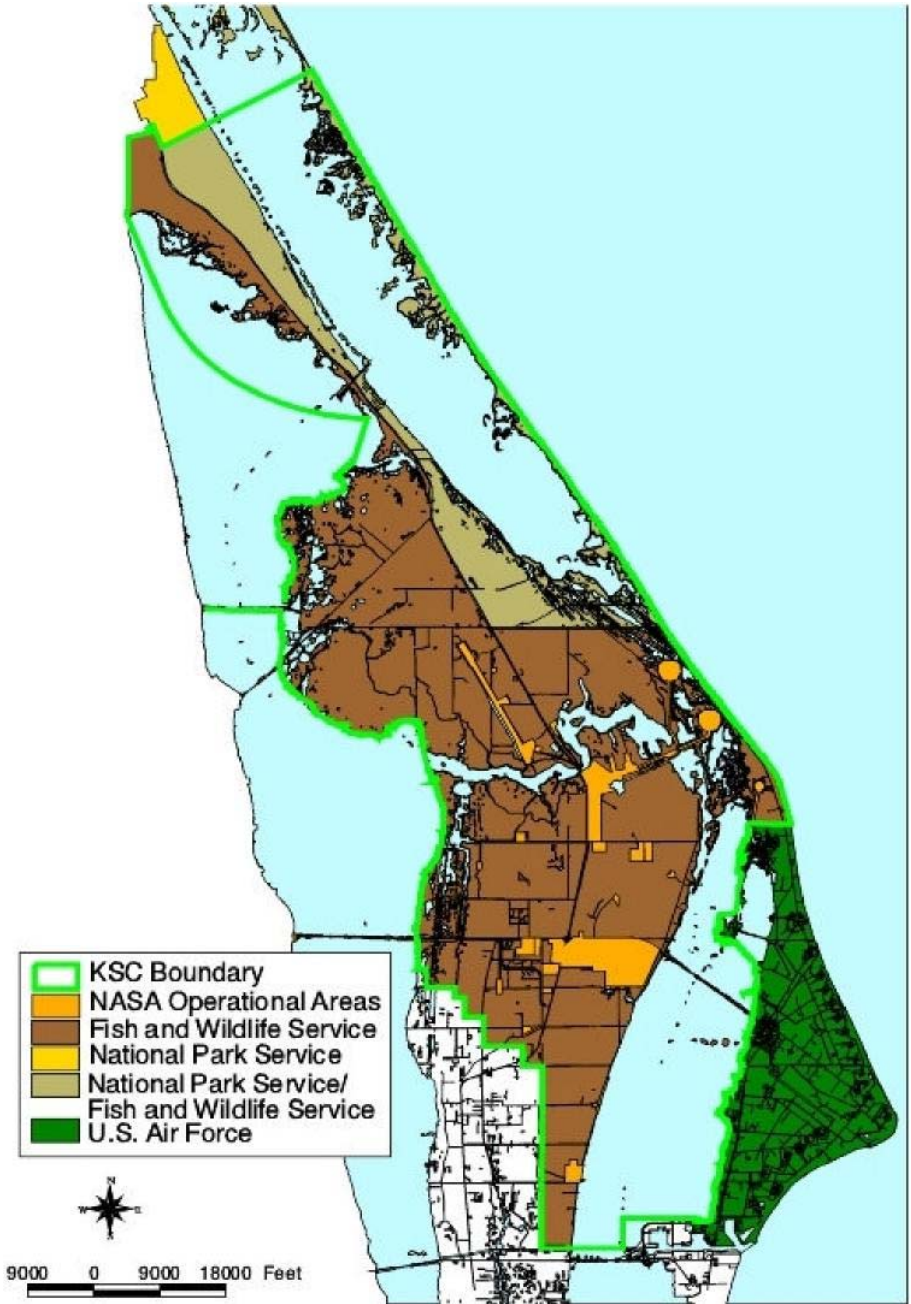 KSC Boundary
NASA Operational Areas
Fish and Wildlife Service
National Park Service
National Park Service/
Fish and Wildlife Service
U.S. Air Force
N
W E
S
9000 0 9000 18000 Feet